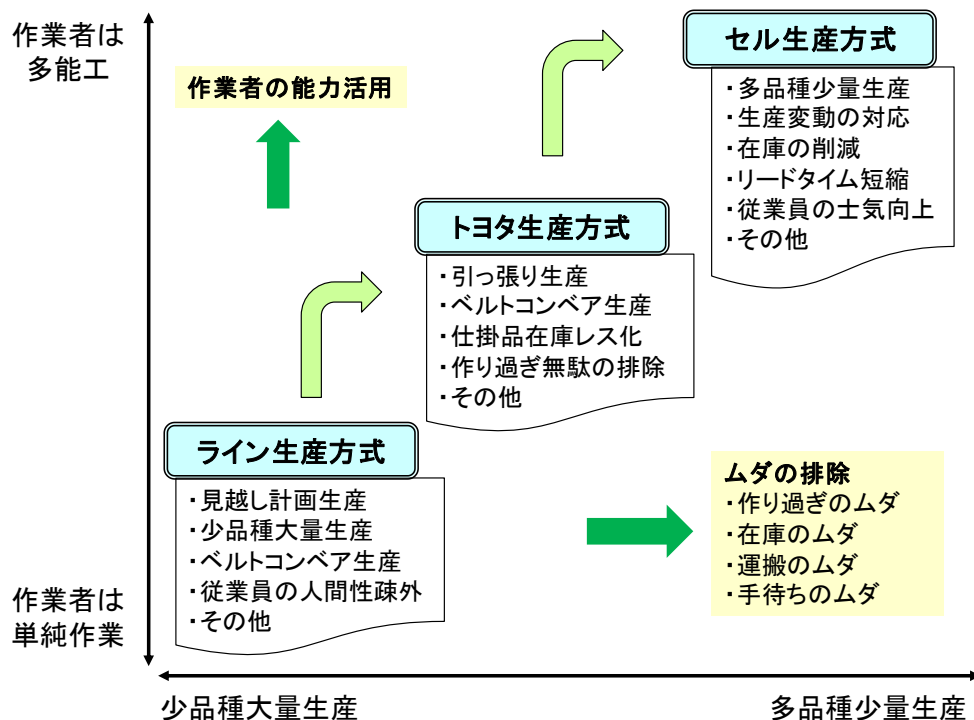 作業者は
多能工
作業者の能力活用
セル生産方式
・多品種少量生産
・生産変動の対応
・在庫の削減
・リードタイム短縮
・従業員の士気向上
・その他
トヨタ生産方式
・引っ張り生産
・ベルトコンベア生産
・仕掛品在庫レス化
・作り過ぎ無駄の排除
・その他
ライン生産方式
・見越し計画生産
・少品種大量生産
・ベルトコンベア生産
・従業員の人間性疎外
・その他
ムダの排除
・作り過ぎのムダ
・在庫のムダ
・運搬のムダ
・手待ちのムダ
作業者は
単純作業
少品種大量生産
多品種少量生産